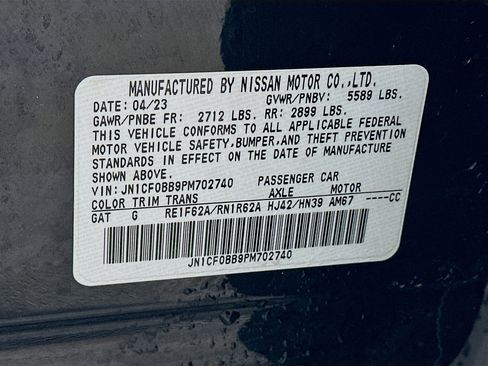 MANUFACTURED BY NISSAN MOTOR CO.,LTD.
DATE: 04/23 GVWR/PNBV: 5589 LBS.
GAWR/PNBE FR: 2712 LBS. RR: 2899 LBS.
THIS VEHICLE CONFORMS TO ALL APPLICABLE FEDERAL
MOTOR VEHICLE SAFETY,BUMPER,AND THEFT PREVENTION
STANDARDS IN EFFECT ON THE DATE OF MANUFACTURE
SHOWN ABOVE.
VIN: JN1CF0BB9PM702740 PASSENGER CAR
COLOR TRIM TRANS AXLE MOTOR
GAT G RE1F62A/RN1R62A HJ42/HN39 AM67 ----CC
JN1CF0BB9PM702740